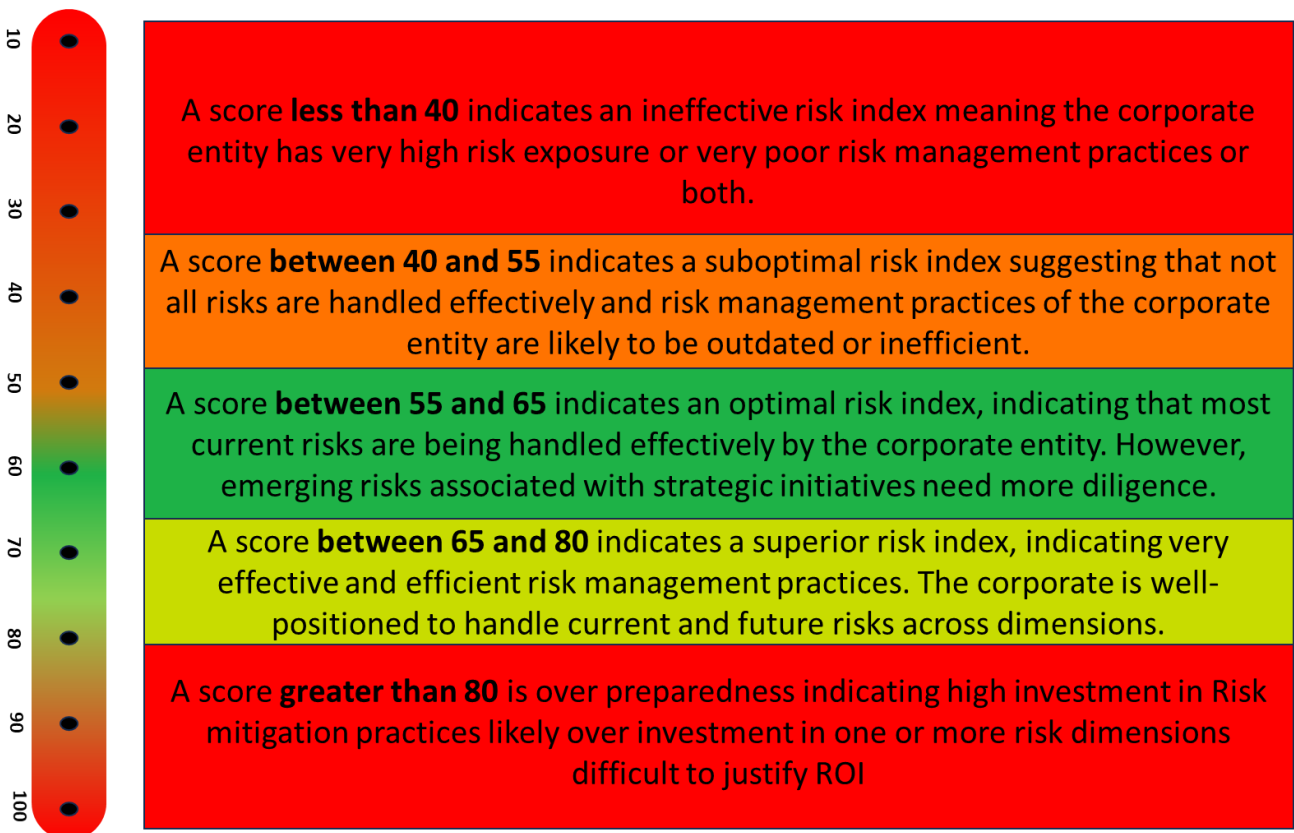 10
20
30
40
50
60
70
80
90
100
A score less than 40 indicates an ineffective risk index meaning the corporate
entity has very high risk exposure or very poor risk management practices or
both.
A score between 40 and 55 indicates a suboptimal risk index suggesting that not
all risks are handled effectively and risk management practices of the corporate
entity are likely to be outdated or inefficient.
A score between 55 and 65 indicates an optimal risk index, indicating that most
current risks are being handled effectively by the corporate entity. However,
emerging risks associated with strategic initiatives need more diligence.
A score between 65 and 80 indicates a superior risk index, indicating very
effective and efficient risk management practices. The corporate is well-
positioned to handle current and future risks across dimensions.
A score greater than 80 is over preparedness indicating high investment in Risk
mitigation practices likely over investment in one or more risk dimensions
difficult to justify ROI